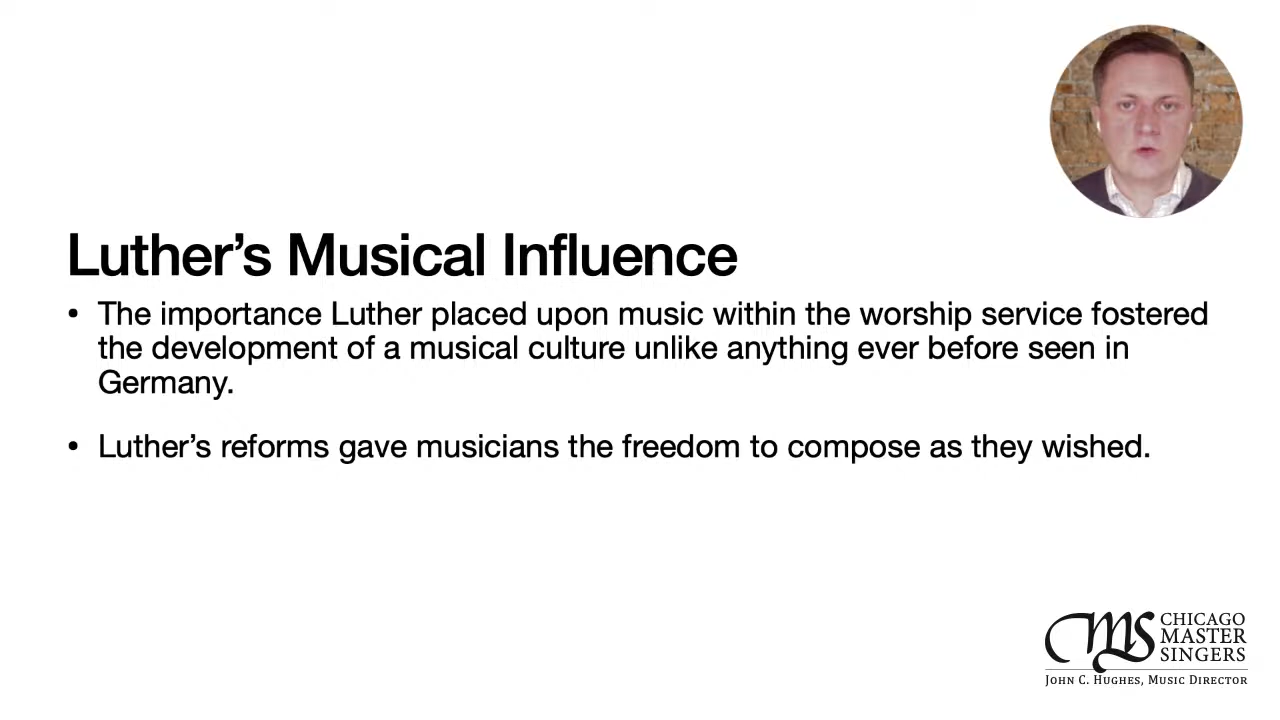 Luther’s Musical Influence
• The importance Luther placed upon music within the worship service fostered
the development of a musical culture unlike anything ever before seen in
Germany.
• Luther’s reforms gave musicians the freedom to compose as they wished.
CMS
CHICAGO
MASTER
SINGERS
John C. Hughes, Music Director